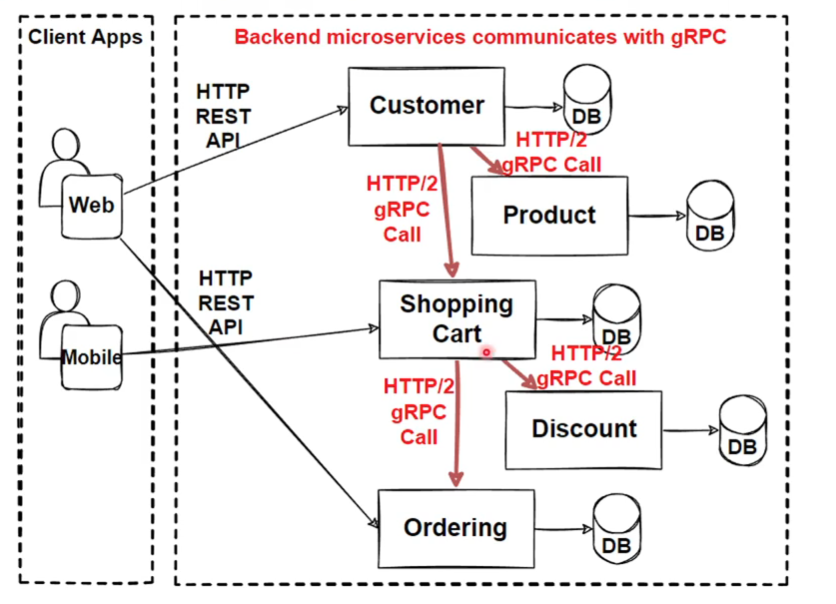 Client Apps
Backend microservices communicates with gRPC
HTTP
REST
API
Customer
DB
HTTP/2
gRPC Call
HTTP/2
gRPC
Call
Web
Product
DB
HTTP
REST
API
Shopping
Cart
DB
Mobile
HTTP/2
gRPC Call
HTTP/2
gRPC
Call
Discount
DB
Ordering
DB